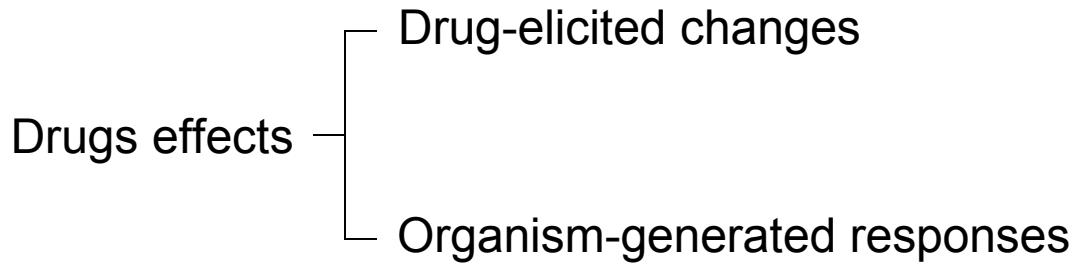 Drug-elicited changes
Drugs effects
Organism-generated responses